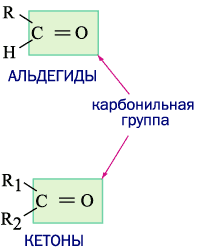 R
C = O
H
АЛЬДЕГИДЫ
карбонильная
группа
R1
C = O
R2
КЕТОНЫ